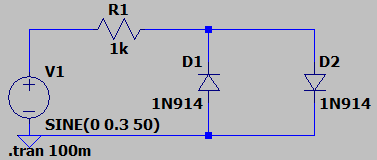 R1
1k
V1
D1
D2
1N914
1N914
SINE(0 0.3 50)
.tran 100m